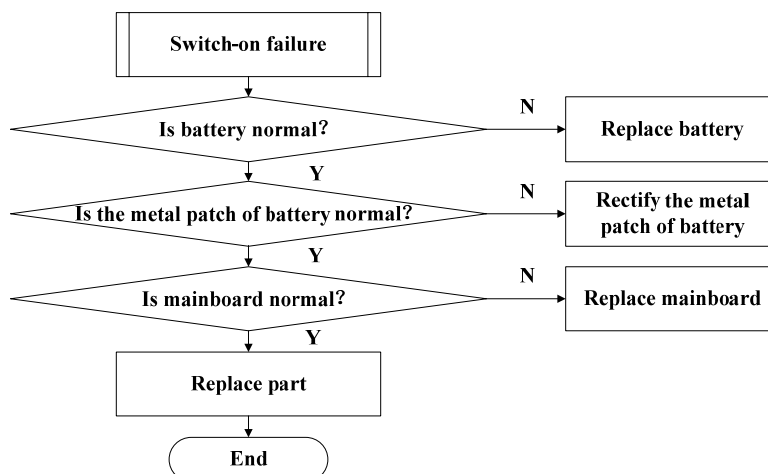 Switch-on failure
Is battery normal?
N
Replace battery
Y
Is the metal patch of battery normal?
N
Rectify the metal
patch of battery
Y
Is mainboard normal?
N
Replace mainboard
Y
Replace part
End